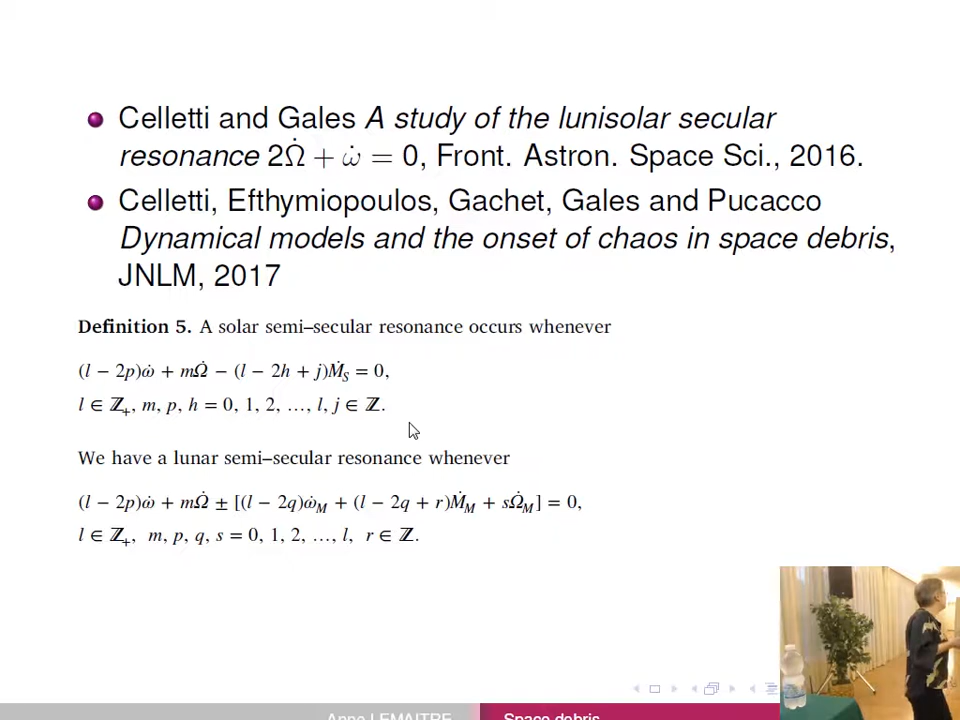 Celletti and Gales A study of the lunisolar secular
resonance 2Ω̇ + ω̇ = 0, Front. Astron. Space Sci., 2016.
Celletti, Efthymiopoulos, Gachet, Gales and Pucacco
Dynamical models and the onset of chaos in space debris,
JNLM, 2017
Definition 5. A solar semi–secular resonance occurs whenever
(l − 2p)ω̇ + mΩ̇ − (l − 2h + j)Ṁ_S = 0,
l ∈ ℤ₊, m, p, h = 0, 1, 2, …, l, j ∈ ℤ.
We have a lunar semi–secular resonance whenever
(l − 2p)ω̇ + mΩ̇ ± [(l − 2q)ω̇_M + (l − 2q + r)Ṁ_M + sΩ̇_M] = 0,
l ∈ ℤ₊, m, p, q, s = 0, 1, 2, …, l, r ∈ ℤ.
Anne LEMAITRE Space debris